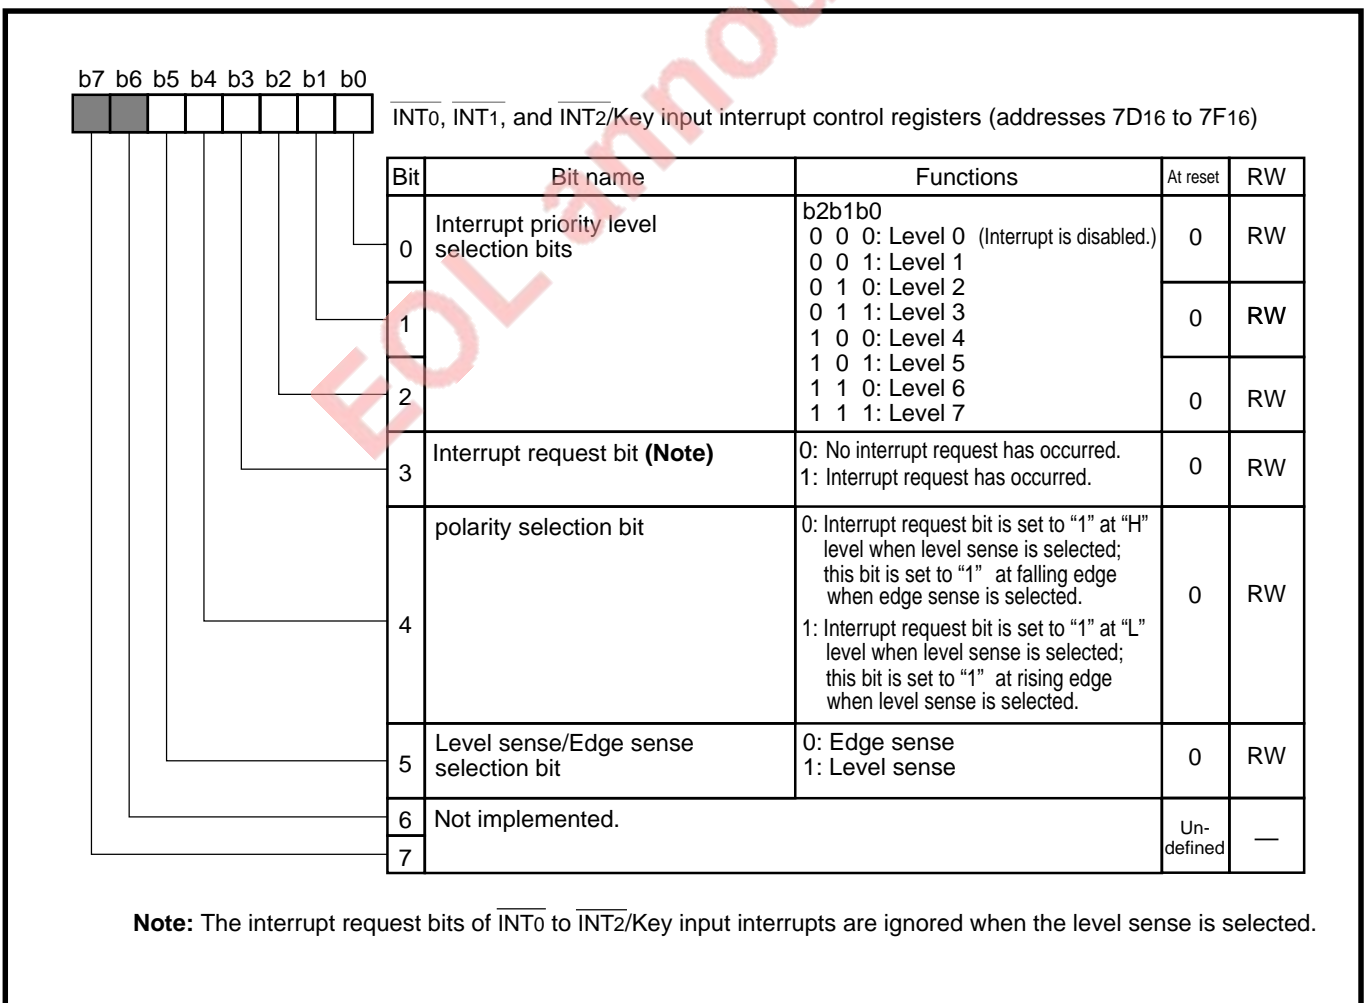 EOL announ
b7 b6 b5 b4 b3 b2 b1 b0
INT0, INT1, and INT2/Key input interrupt control registers (addresses 7D16 to 7F16)
Bit Bit name Functions At reset RW
0 Interrupt priority level selection bits
b2b1b0
0 0 0: Level 0 (Interrupt is disabled.)
0 0 1: Level 1
0 1 0: Level 2
0 1 1: Level 3
1 0 0: Level 4
1 0 1: Level 5
1 1 0: Level 6
1 1 1: Level 7
0 RW
1 0 RW
2 0 RW
3 Interrupt request bit (Note)
0: No interrupt request has occurred.
1: Interrupt request has occurred.
0 RW
4 polarity selection bit
0: Interrupt request bit is set to “1” at “H”
level when level sense is selected;
this bit is set to “1” at falling edge
when edge sense is selected.
1: Interrupt request bit is set to “1” at “L”
level when level sense is selected;
this bit is set to “1” at rising edge
when level sense is selected.
0 RW
5 Level sense/Edge sense
selection bit
0: Edge sense
1: Level sense
0 RW
6 Not implemented.
7
Un-
defined
—
Note: The interrupt request bits of INT0 to INT2/Key input interrupts are ignored when the level sense is selected.